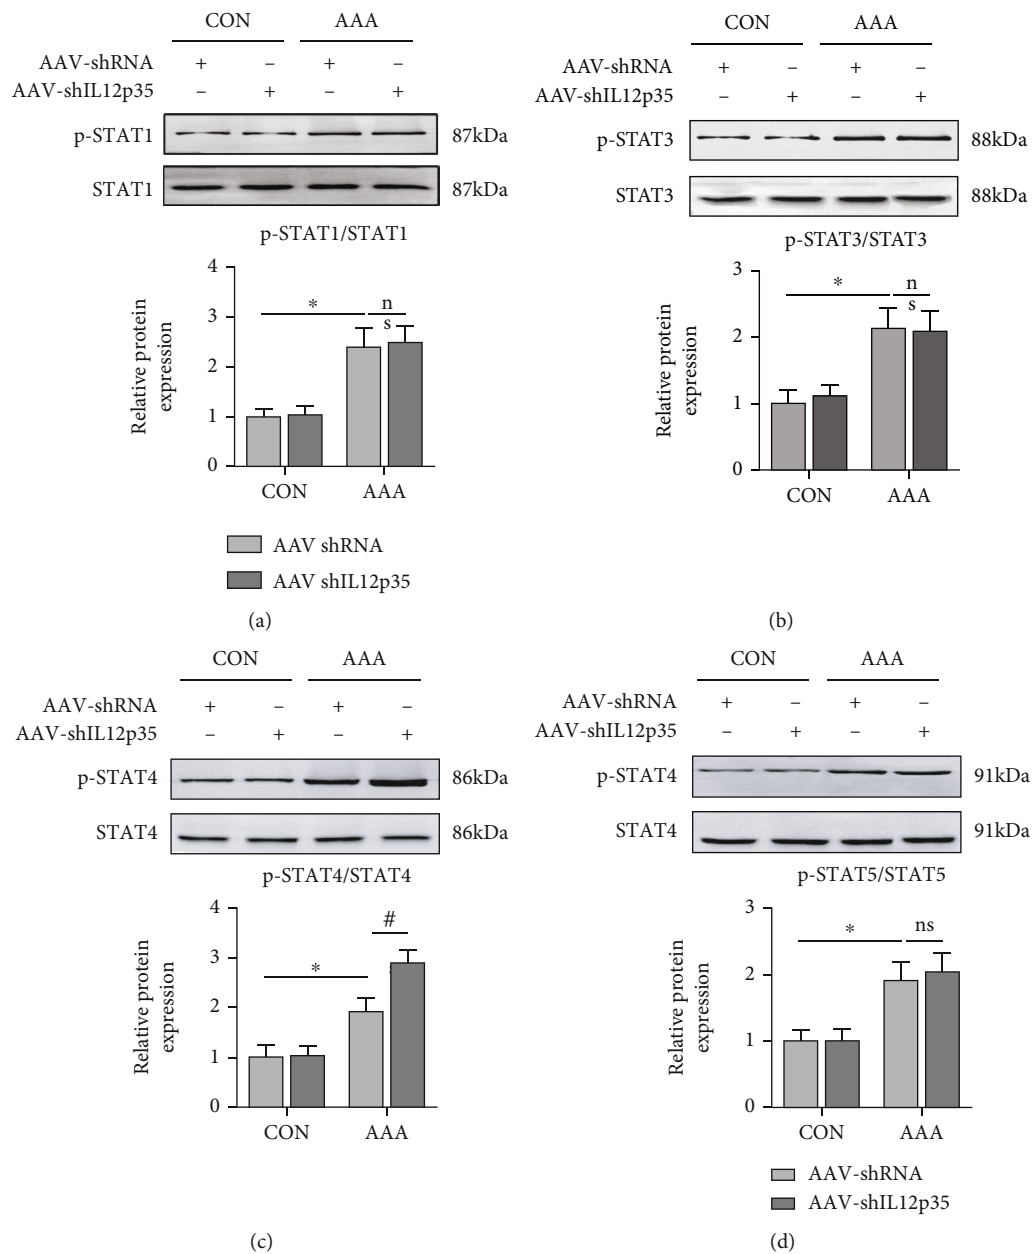 CON AAA
AAV-shRNA + – + –
AAV-shIL12p35 – + – +
p-STAT1 87kDa
STAT1 87kDa
p-STAT1/STAT1
4
3
2
1
0
Relative protein
expression
*
n
s
CON AAA
AAV shRNA
AAV shIL12p35
(a)
CON AAA
AAV-shRNA + – + –
AAV-shIL12p35 – + – +
p-STAT3 88kDa
STAT3 88kDa
p-STAT3/STAT3
3
2
1
0
Relative protein
expression
*
n
s
CON AAA
(b)
CON AAA
AAV-shRNA + – + –
AAV-shIL12p35 – + – +
p-STAT4 86kDa
STAT4 86kDa
p-STAT4/STAT4
4
3
2
1
0
Relative protein
expression
*
#
CON AAA
(c)
CON AAA
AAV-shRNA + – + –
AAV-shIL12p35 – + – +
p-STAT4 91kDa
STAT4 91kDa
p-STAT5/STAT5
3
2
1
0
Relative protein
expression
*
ns
CON AAA
AAV-shRNA
AAV-shIL12p35
(d)